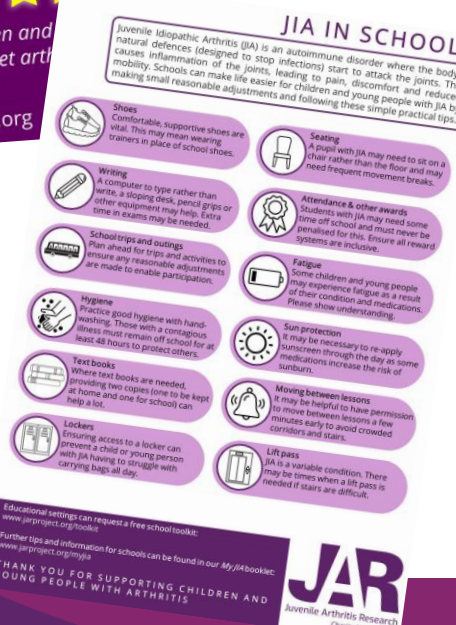 en and
et arth
.org
JIA IN SCHOOL
Juvenile Idiopathic Arthritis (JIA) is an autoimmune disorder where the body
natural defences (designed to stop infections) start to attack the joints. Th
causes inflammation of the joints, leading to pain, discomfort and reduce
mobility. Schools can make life easier for children and young people with JIA by
making small reasonable adjustments and following these simple practical tips.
Shoes
Comfortable, supportive shoes are
vital. This may mean wearing
trainers in place of school shoes.
Writing
A computer to type rather than
write, a sloping desk, pencil grips or
other equipment may help. Extra
time in exams may be needed.
School trips and outings
Plan ahead for trips and activities to
ensure any reasonable adjustments
are made to enable participation.
Hygiene
Practice good hygiene with hand-
washing. Those with a contagious
illness must remain off school for at
least 48 hours to protect others.
Text books
Where text books are needed,
providing two copies (one to be kept
at home and one for school) can
help a lot.
Lockers
Ensuring access to a locker can
prevent a child or young person
with JIA having to struggle with
carrying bags all day.
Seating
A pupil with JIA may need to sit on a
chair rather than the floor and may
need frequent movement breaks.
Attendance & other awards
Students with JIA may need some
time off school and must never be
penalised for this. Ensure all reward
systems are inclusive.
Fatigue
Some children and young people
may experience fatigue as a result
of their condition and medications.
Please show understanding.
Sun protection
It may be necessary to re-apply
sunscreen through the day as some
medications increase the risk of
sunburn.
Moving between lessons
It may be helpful to have permission
to move between lessons a few
minutes early to avoid crowded
corridors and stairs.
Lift pass
JIA is a variable condition. There
may be times when a lift pass is
needed if stairs are difficult.
Educational settings can request a free school toolkit:
www.jarproject.org/toolkit
Further tips and information for schools can be found in our My JIA booklet:
www.jarproject.org/myjia
THANK YOU FOR SUPPORTING CHILDREN AND
YOUNG PEOPLE WITH ARTHRITIS
JAR
Juvenile Arthritis Research